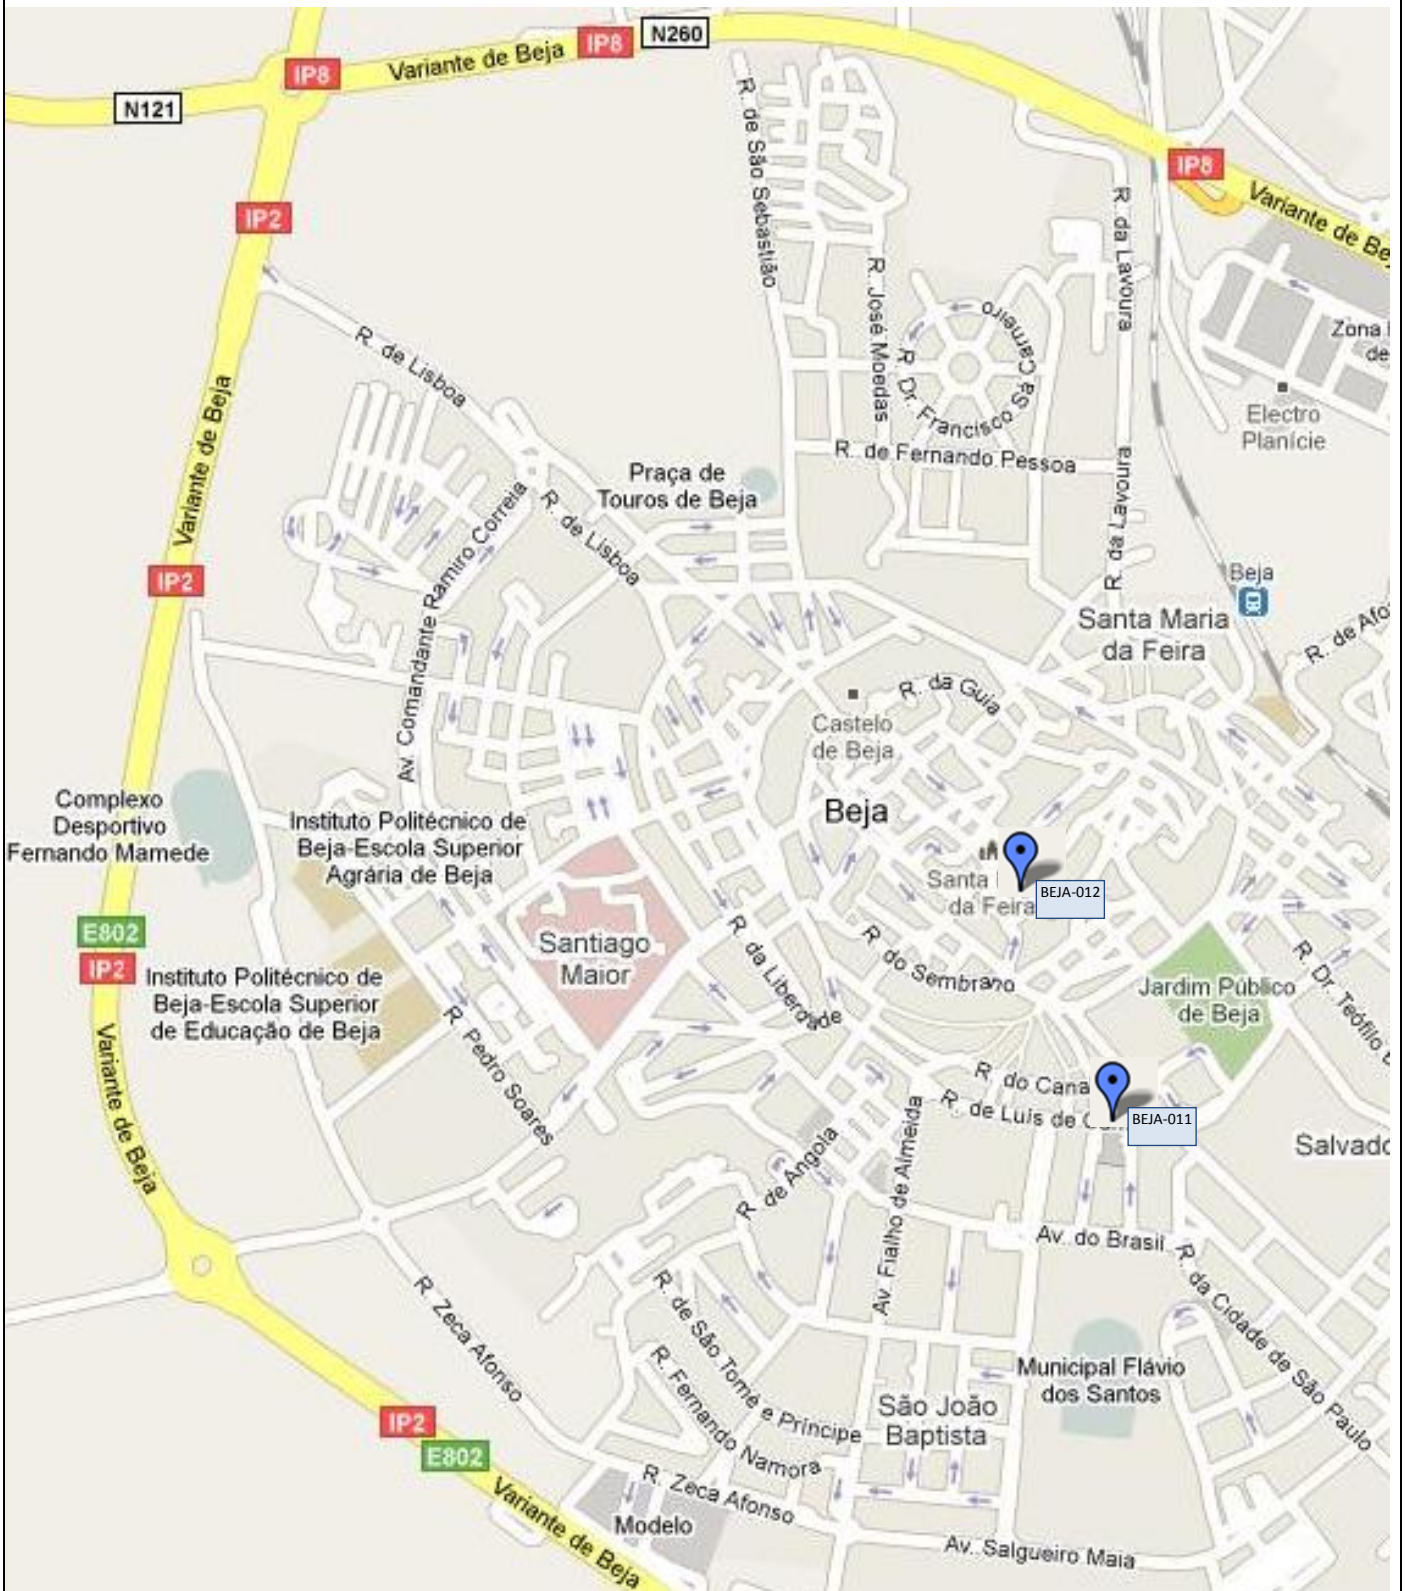 IP8
N260
Variante de Beja
IP8
N121
IP8
IP2
Variante de Be
R. de São Sebastião
R. da Lavoura
R. José Moedas
R. Dr. Francisco Sá Carneiro
Zona
de
R. de Lisboa
Variante de Beja
Electro
Planície
R. de Fernando Pessoa
Praça de
Touros de Beja
R. de Lisboa
Av. Comandante Ramiro Correia
R. da Lavoura
IP2
Beja
Santa Maria
da Feira
R. de Afo
R. da Guia
Castelo
de Beja
Beja
Complexo
Desportivo
Fernando Mamede
Instituto Politécnico de
Beja-Escola Superior
Agrária de Beja
Santa
da Feira
BEJA-012
E802
IP2
Santiago
Maior
R. da Liberdade
R. do Sembrano
Jardim Público
de Beja
R. Dr. Teófilo
Instituto Politécnico de
Beja-Escola Superior
de Educação de Beja
R. Pedro Soares
Variante de Beja
R. do Cana
R. de Luís de
BEJA-011
Salvado
R. de Angola
Av. Fialho de Almeida
Av. do Brasil
R. da Cidade de São Paulo
R. Zeca Afonso
R. de São Tomé e Príncipe
R. Fernando Namora
Municipal Flávio
dos Santos
São João
Baptista
IP2
E802
Variante de Beja
R. Zeca Afonso
Modelo
Av. Salgueiro Maia